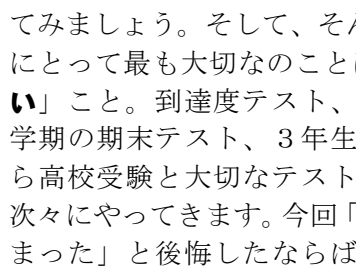 てみましょう。そして、そん
にとって最も大切なのことは
い」こと。到達度テスト、
学期の期末テスト、３年生
ら高校受験と大切なテスト
次々にやってきます。今回「
まった」と後悔したならば